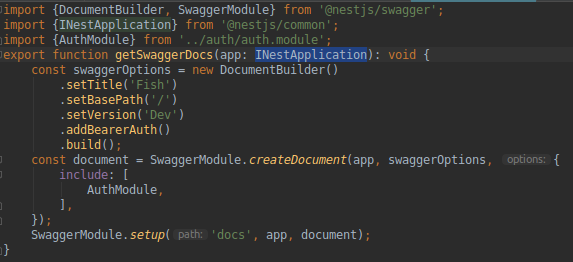 import {DocumentBuilder, SwaggerModule} from '@nestjs/swagger';
import {INestApplication} from '@nestjs/common';
import {AuthModule} from '../auth/auth.module';
export function getSwaggerDocs(app: INestApplication): void {
    const swaggerOptions = new DocumentBuilder()
        .setTitle('Fish')
        .setBasePath('/')
        .setVersion('Dev')
        .addBearerAuth()
        .build();
    const document = SwaggerModule.createDocument(app, swaggerOptions, options: {
        include: [
            AuthModule,
        ],
    });
    SwaggerModule.setup( path: 'docs', app, document);
}